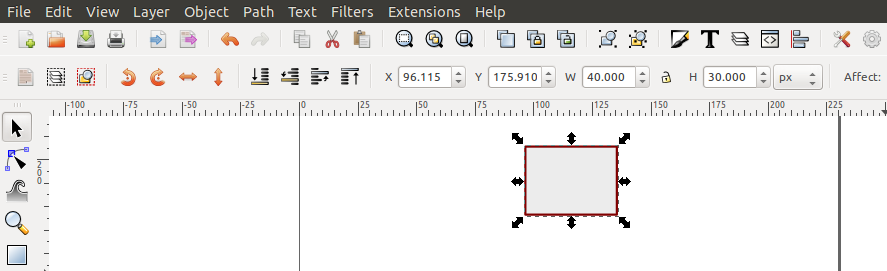 File Edit View Layer Object Path Text Filters Extensions Help
X 96.115 Y 175.910 W 40.000 H 30.000 px Affect:
-100 -75 -50 -25 0 25 50 75 100 125 150 175 200 225
200